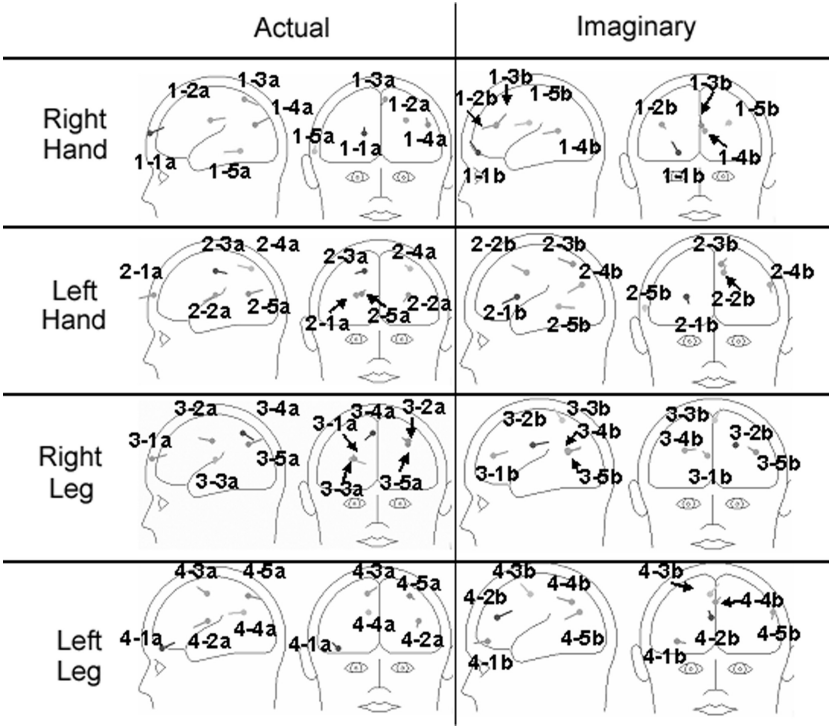 Actual Imaginary
Right Hand
1-2a 1-3a 1-4a 1-1a 1-5a
1-3a 1-2a 1-5a 1-1a 1-4a
1-3b 1-2b 1-5b 1-4b 1-1b
1-3b 1-2b 1-5b 1-4b 1-1b
Left Hand
2-3a 2-4a 2-1a 2-2a 2-5a
2-3a 2-4a 2-2a 2-1a 2-5a
2-2b 2-3b 2-4b 2-1b 2-5b
2-3b 2-4b 2-5b 2-2b 2-1b
Right Leg
3-2a 3-4a 3-1a 3-5a 3-3a
3-4a 3-2a 3-1a 3-3a 3-5a
3-3b 3-2b 3-4b 3-1b 3-5b
3-3b 3-4b 3-2b 3-5b 3-1b
Left Leg
4-3a 4-5a 4-4a 4-1a 4-2a
4-3a 4-5a 4-4a 4-1a 4-2a
4-3b 4-4b 4-2b 4-5b 4-1b
4-3b 4-4b 4-2b 4-5b 4-1b